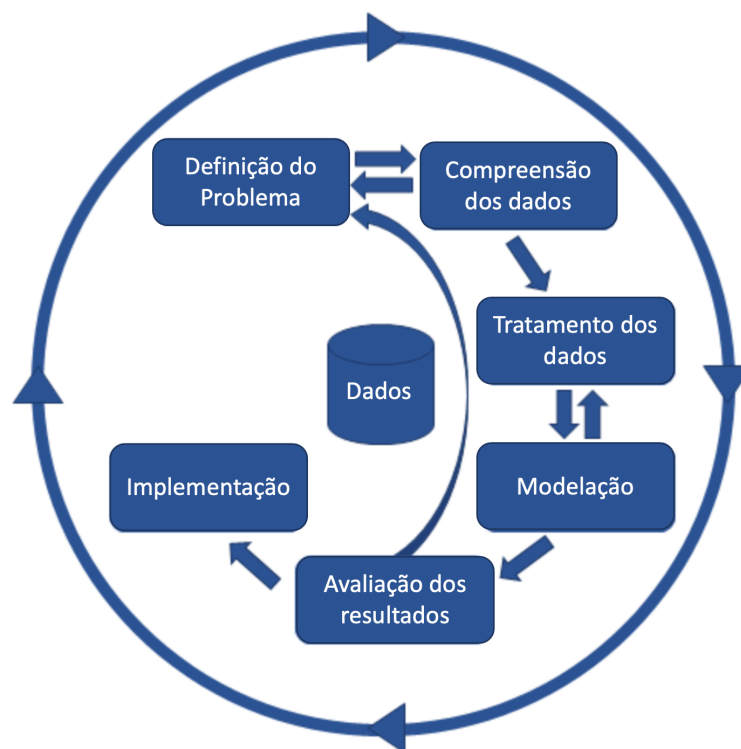 Definição do
Problema
Compreensão
dos dados
Tratamento dos
dados
Dados
Modelação
Implementação
Avaliação dos
resultados